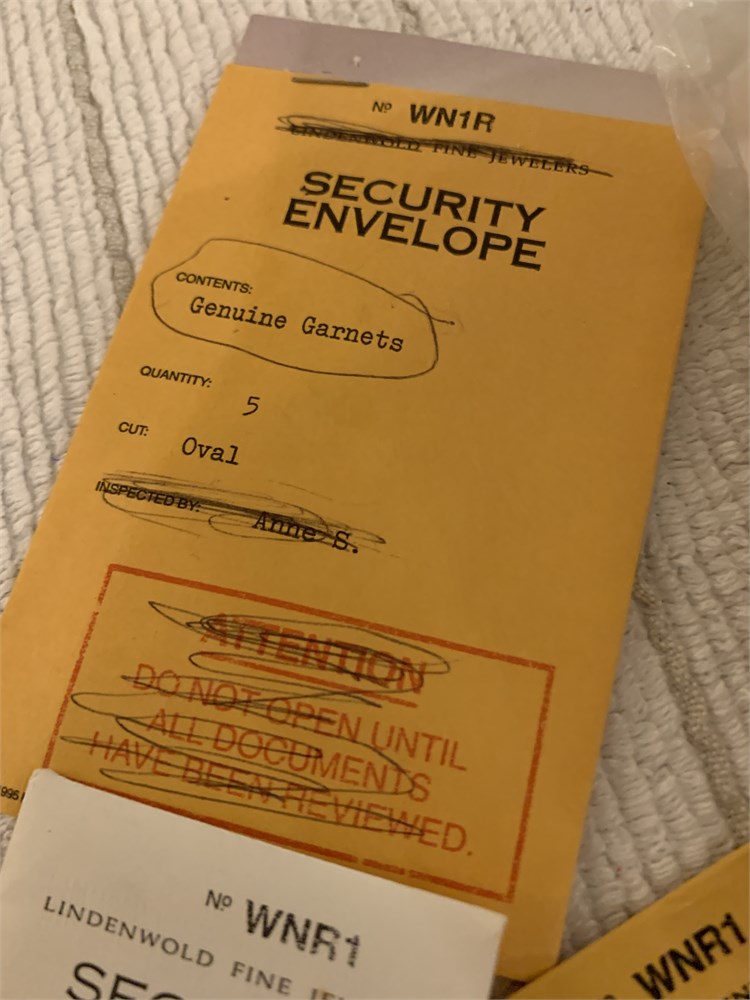 Nº WN1R
LINDENWOLD FINE JEWELERS
SECURITY
ENVELOPE
CONTENTS:
Genuine Garnets
QUANTITY:
5
CUT:
Oval
INSPECTED BY: Anne S.
ATTENTION
DO NOT OPEN UNTIL
ALL DOCUMENTS
HAVE BEEN REVIEWED.
Nº WNR1
LINDENWOLD FINE
WNR1